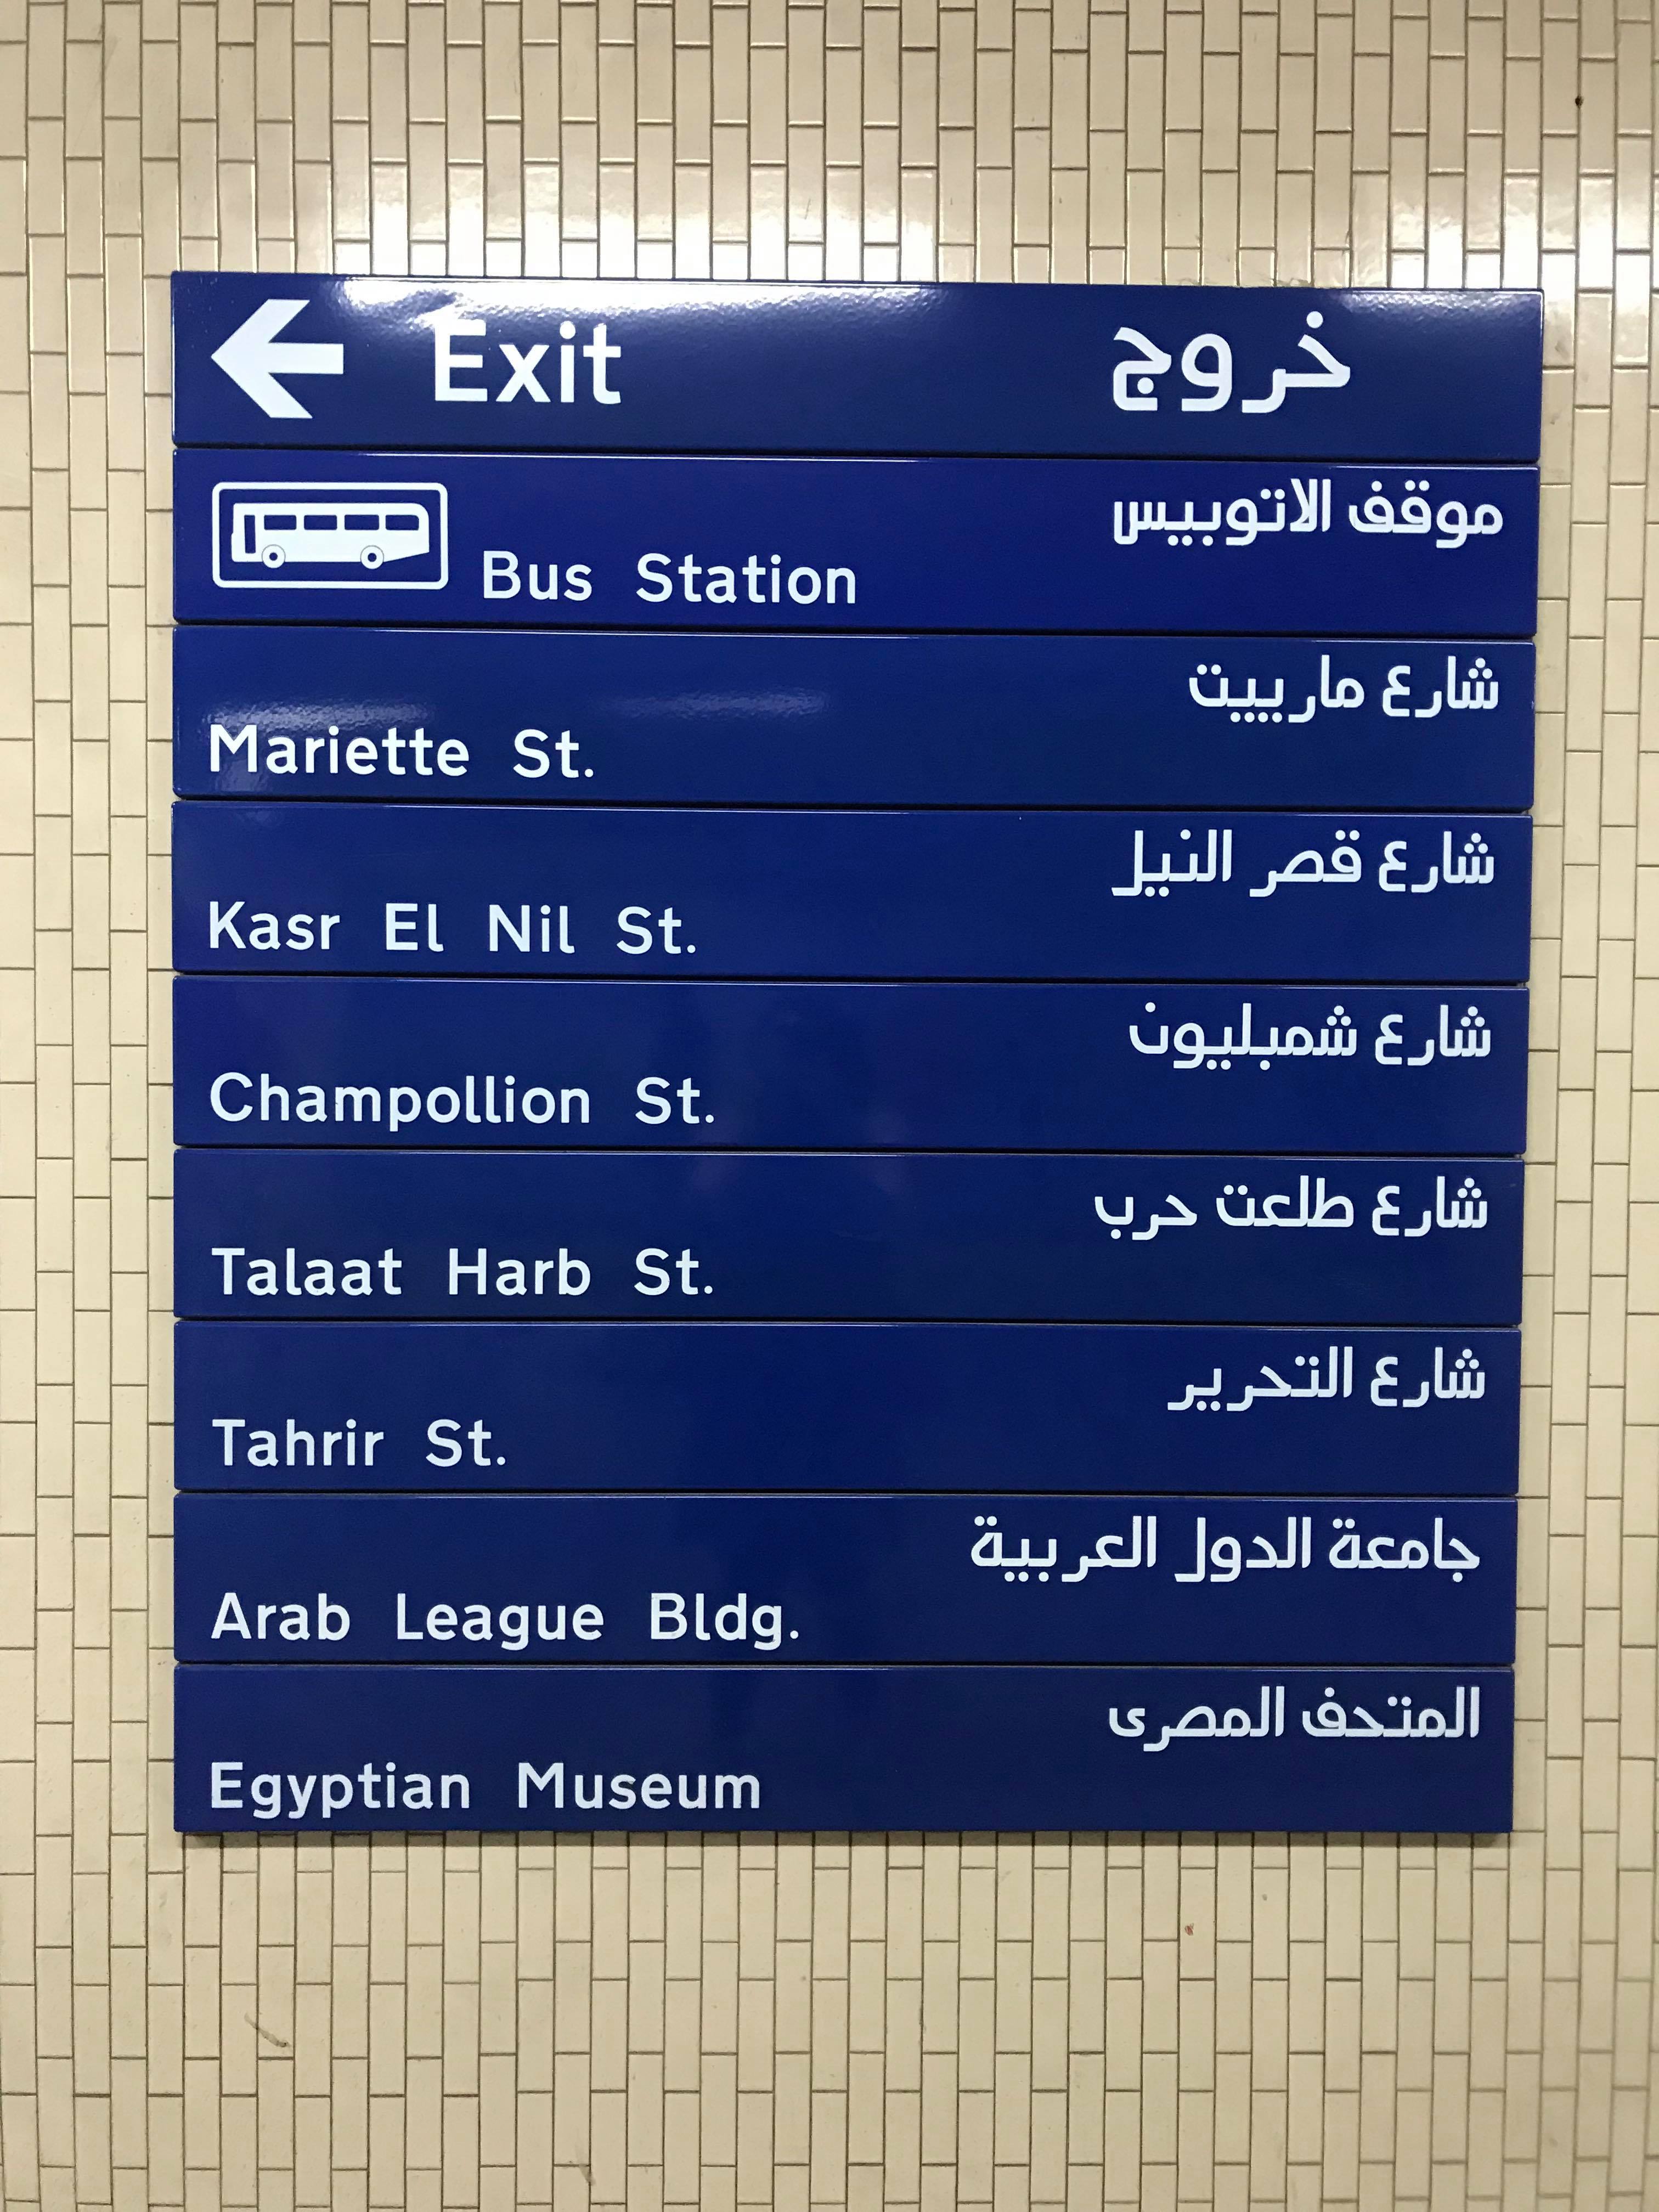 Exit خروج
موقف الاتوبيس
Bus Station
شارع مارييت
Mariette St.
شارع قصر النيل
Kasr El Nil St.
شارع شمبليون
Champollion St.
شارع طلعت حرب
Talaat Harb St.
شارع التحرير
Tahrir St.
جامعة الدول العربية
Arab League Bldg.
المتحف المصرى
Egyptian Museum